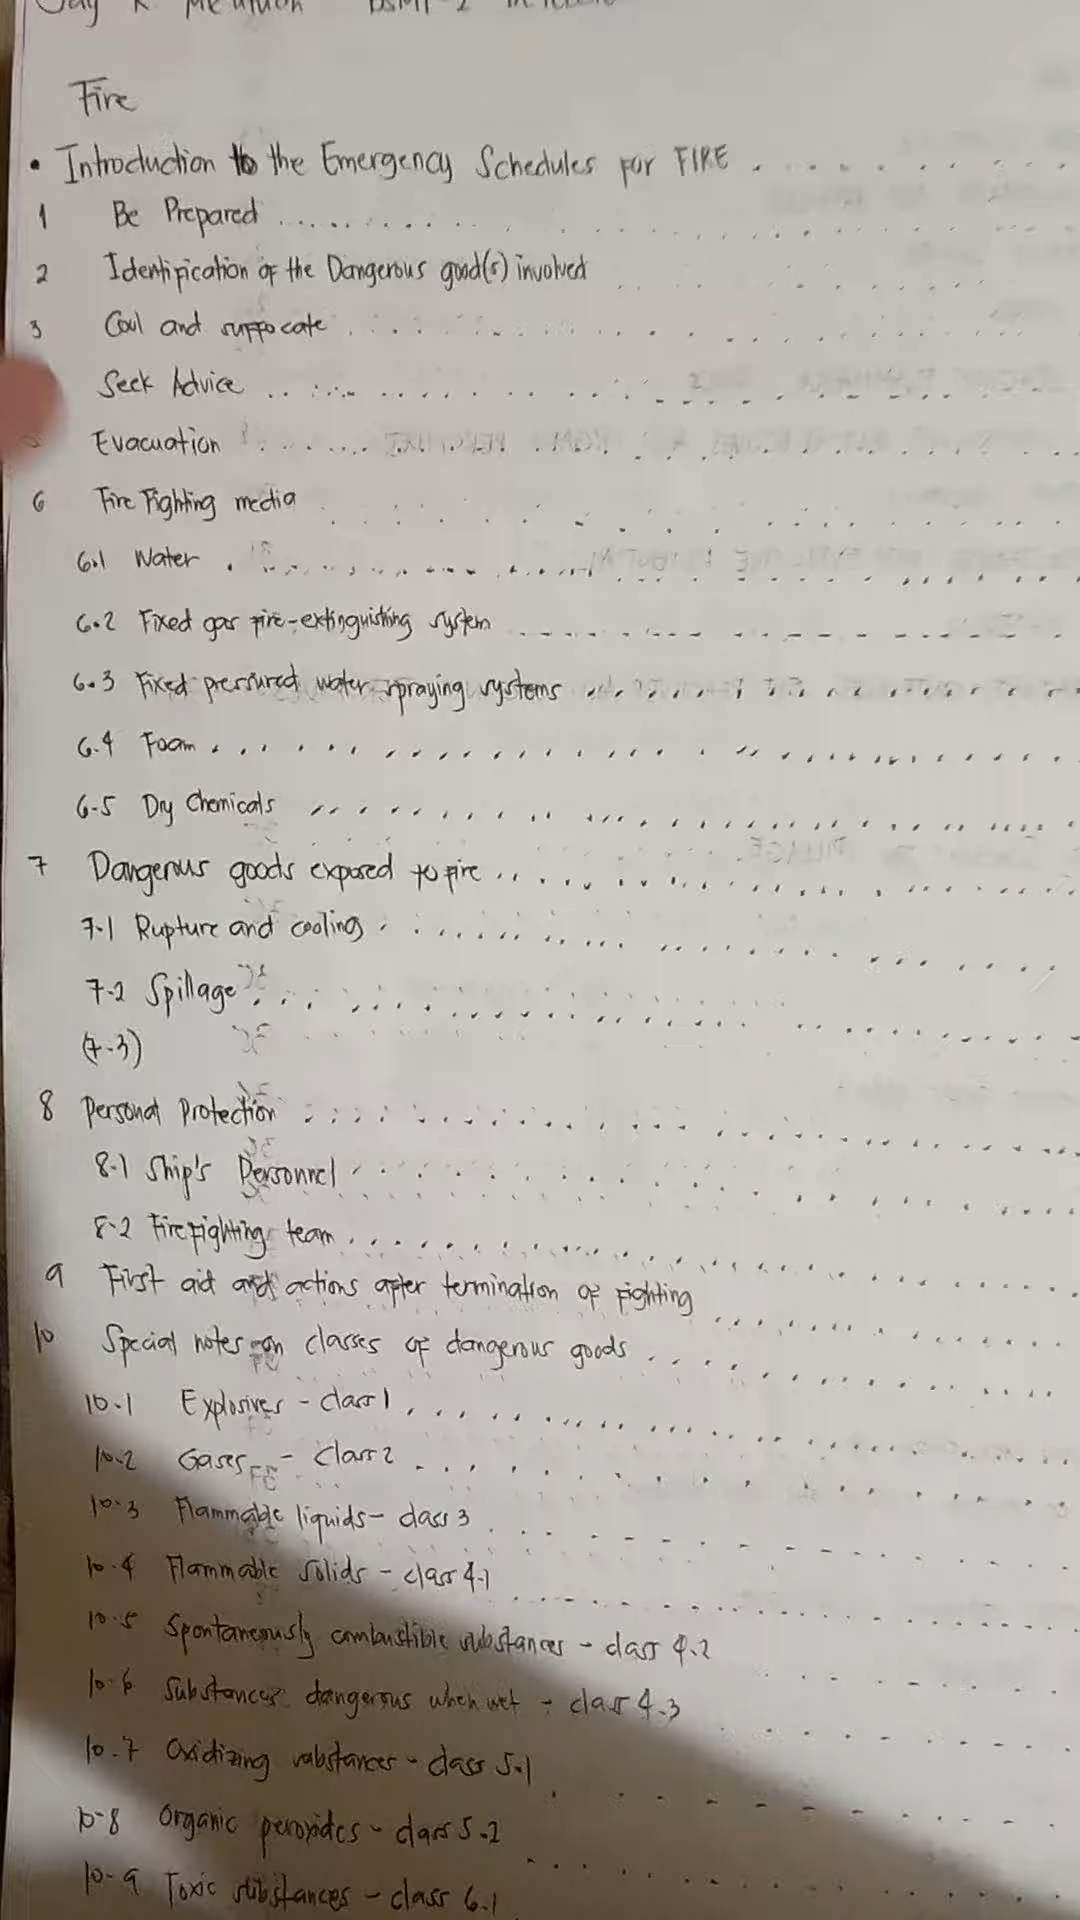 Fire
• Introduction to the Emergency Schedules for FIRE
1 Be Prepared
2 Identification of the Dangerous good(s) involved
3 Cool and suffocate
Seek Advice
Evacuation
6 Fire Fighting media
6.1 Water
6.2 Fixed gas fire-extinguishing system
6.3 Fixed pressured water spraying systems
6.4 Foam
6-5 Dry Chemicals
7 Dangerous goods exposed to fire
7-1 Rupture and cooling
7-2 Spillage
(7-3)
8 Personal Protection
8-1 Ship's Personnel
8-2 Firefighting team
9 First aid and actions after termination of fighting
10 Special notes on classes of dangerous goods
10-1 Explosives - class 1
10-2 Gases - class 2
10-3 Flammable liquids - class 3
10-4 Flammable solids - class 4-1
10-5 Spontaneously combustible substances - class 4.2
10-6 Substances dangerous when wet - class 4.3
10.7 Oxidizing substances - class 5.1
10-8 Organic peroxides - class 5.2
10-9 Toxic substances - class 6.1